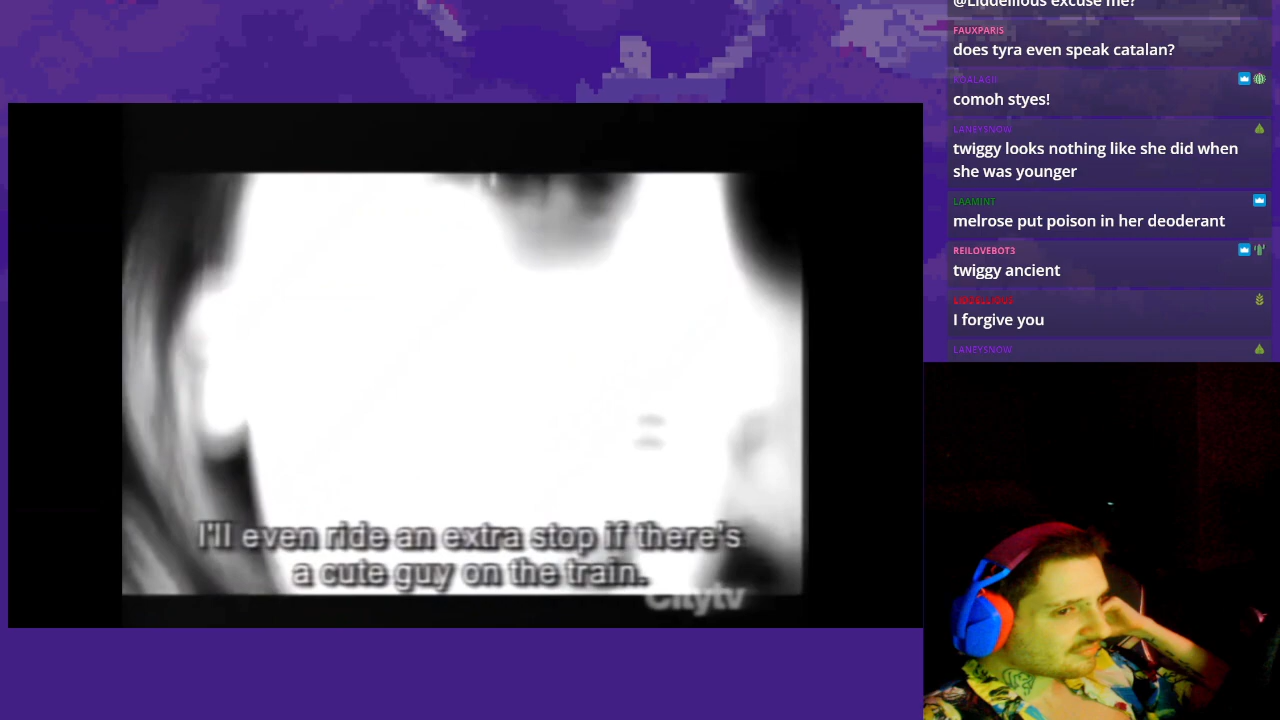 @Liddellious excuse me?
FAUXPARIS
does tyra even speak catalan?
comoh styes!
LANEYSNOW
twiggy looks nothing like she did when
she was younger
LAAMINT
melrose put poison in her deoderant
REILOVEBOT3
twiggy ancient
LIDDELLIOUS
I forgive you
LANEYSNOW
I'll even ride an extra stop if there's
a cute guy on the train.
Citytv